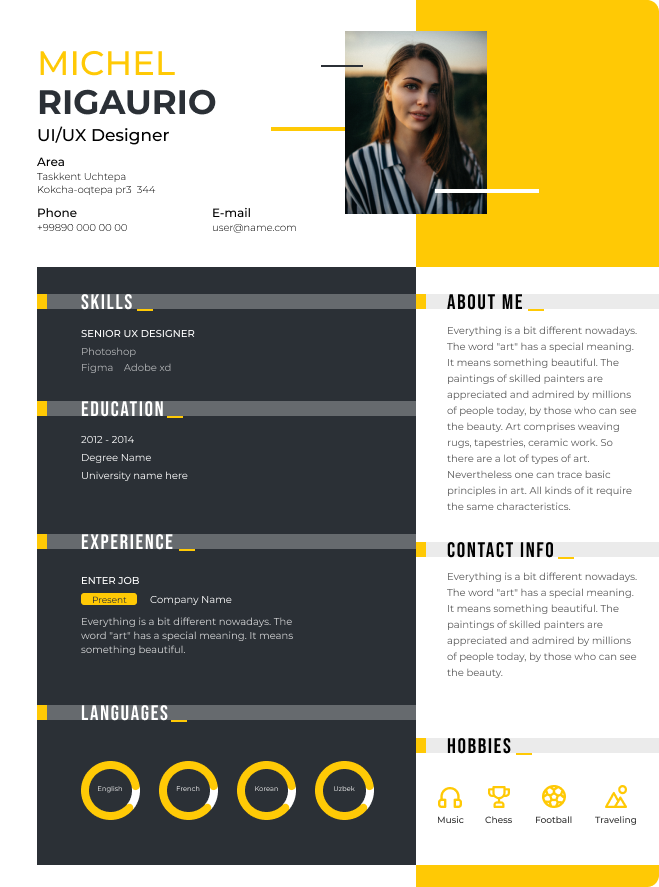 MICHEL
RIGAURIO
UI/UX Designer
Area
Taskkent Uchtepa
Kokcha-oqtepa pr3 344
Phone
+99890 000 00 00
E-mail
user@name.com
SKILLS
SENIOR UX DESIGNER
Photoshop
Figma Adobe xd
EDUCATION
2012 - 2014
Degree Name
University name here
EXPERIENCE
ENTER JOB
Present Company Name
Everything is a bit different nowadays. The
word "art" has a special meaning. It means
something beautiful.
LANGUAGES
English French Korean Uzbek
ABOUT ME
Everything is a bit different nowadays.
The word "art" has a special meaning.
It means something beautiful. The
paintings of skilled painters are
appreciated and admired by millions
of people today, by those who can see
the beauty. Art comprises weaving
rugs, tapestries, ceramic work. So
there are a lot of types of art.
Nevertheless one can trace basic
principles in art. All kinds of it require
the same characteristics.
CONTACT INFO
Everything is a bit different nowadays.
The word "art" has a special meaning.
It means something beautiful. The
paintings of skilled painters are
appreciated and admired by millions
of people today, by those who can see
the beauty.
HOBBIES
Music Chess Football Traveling